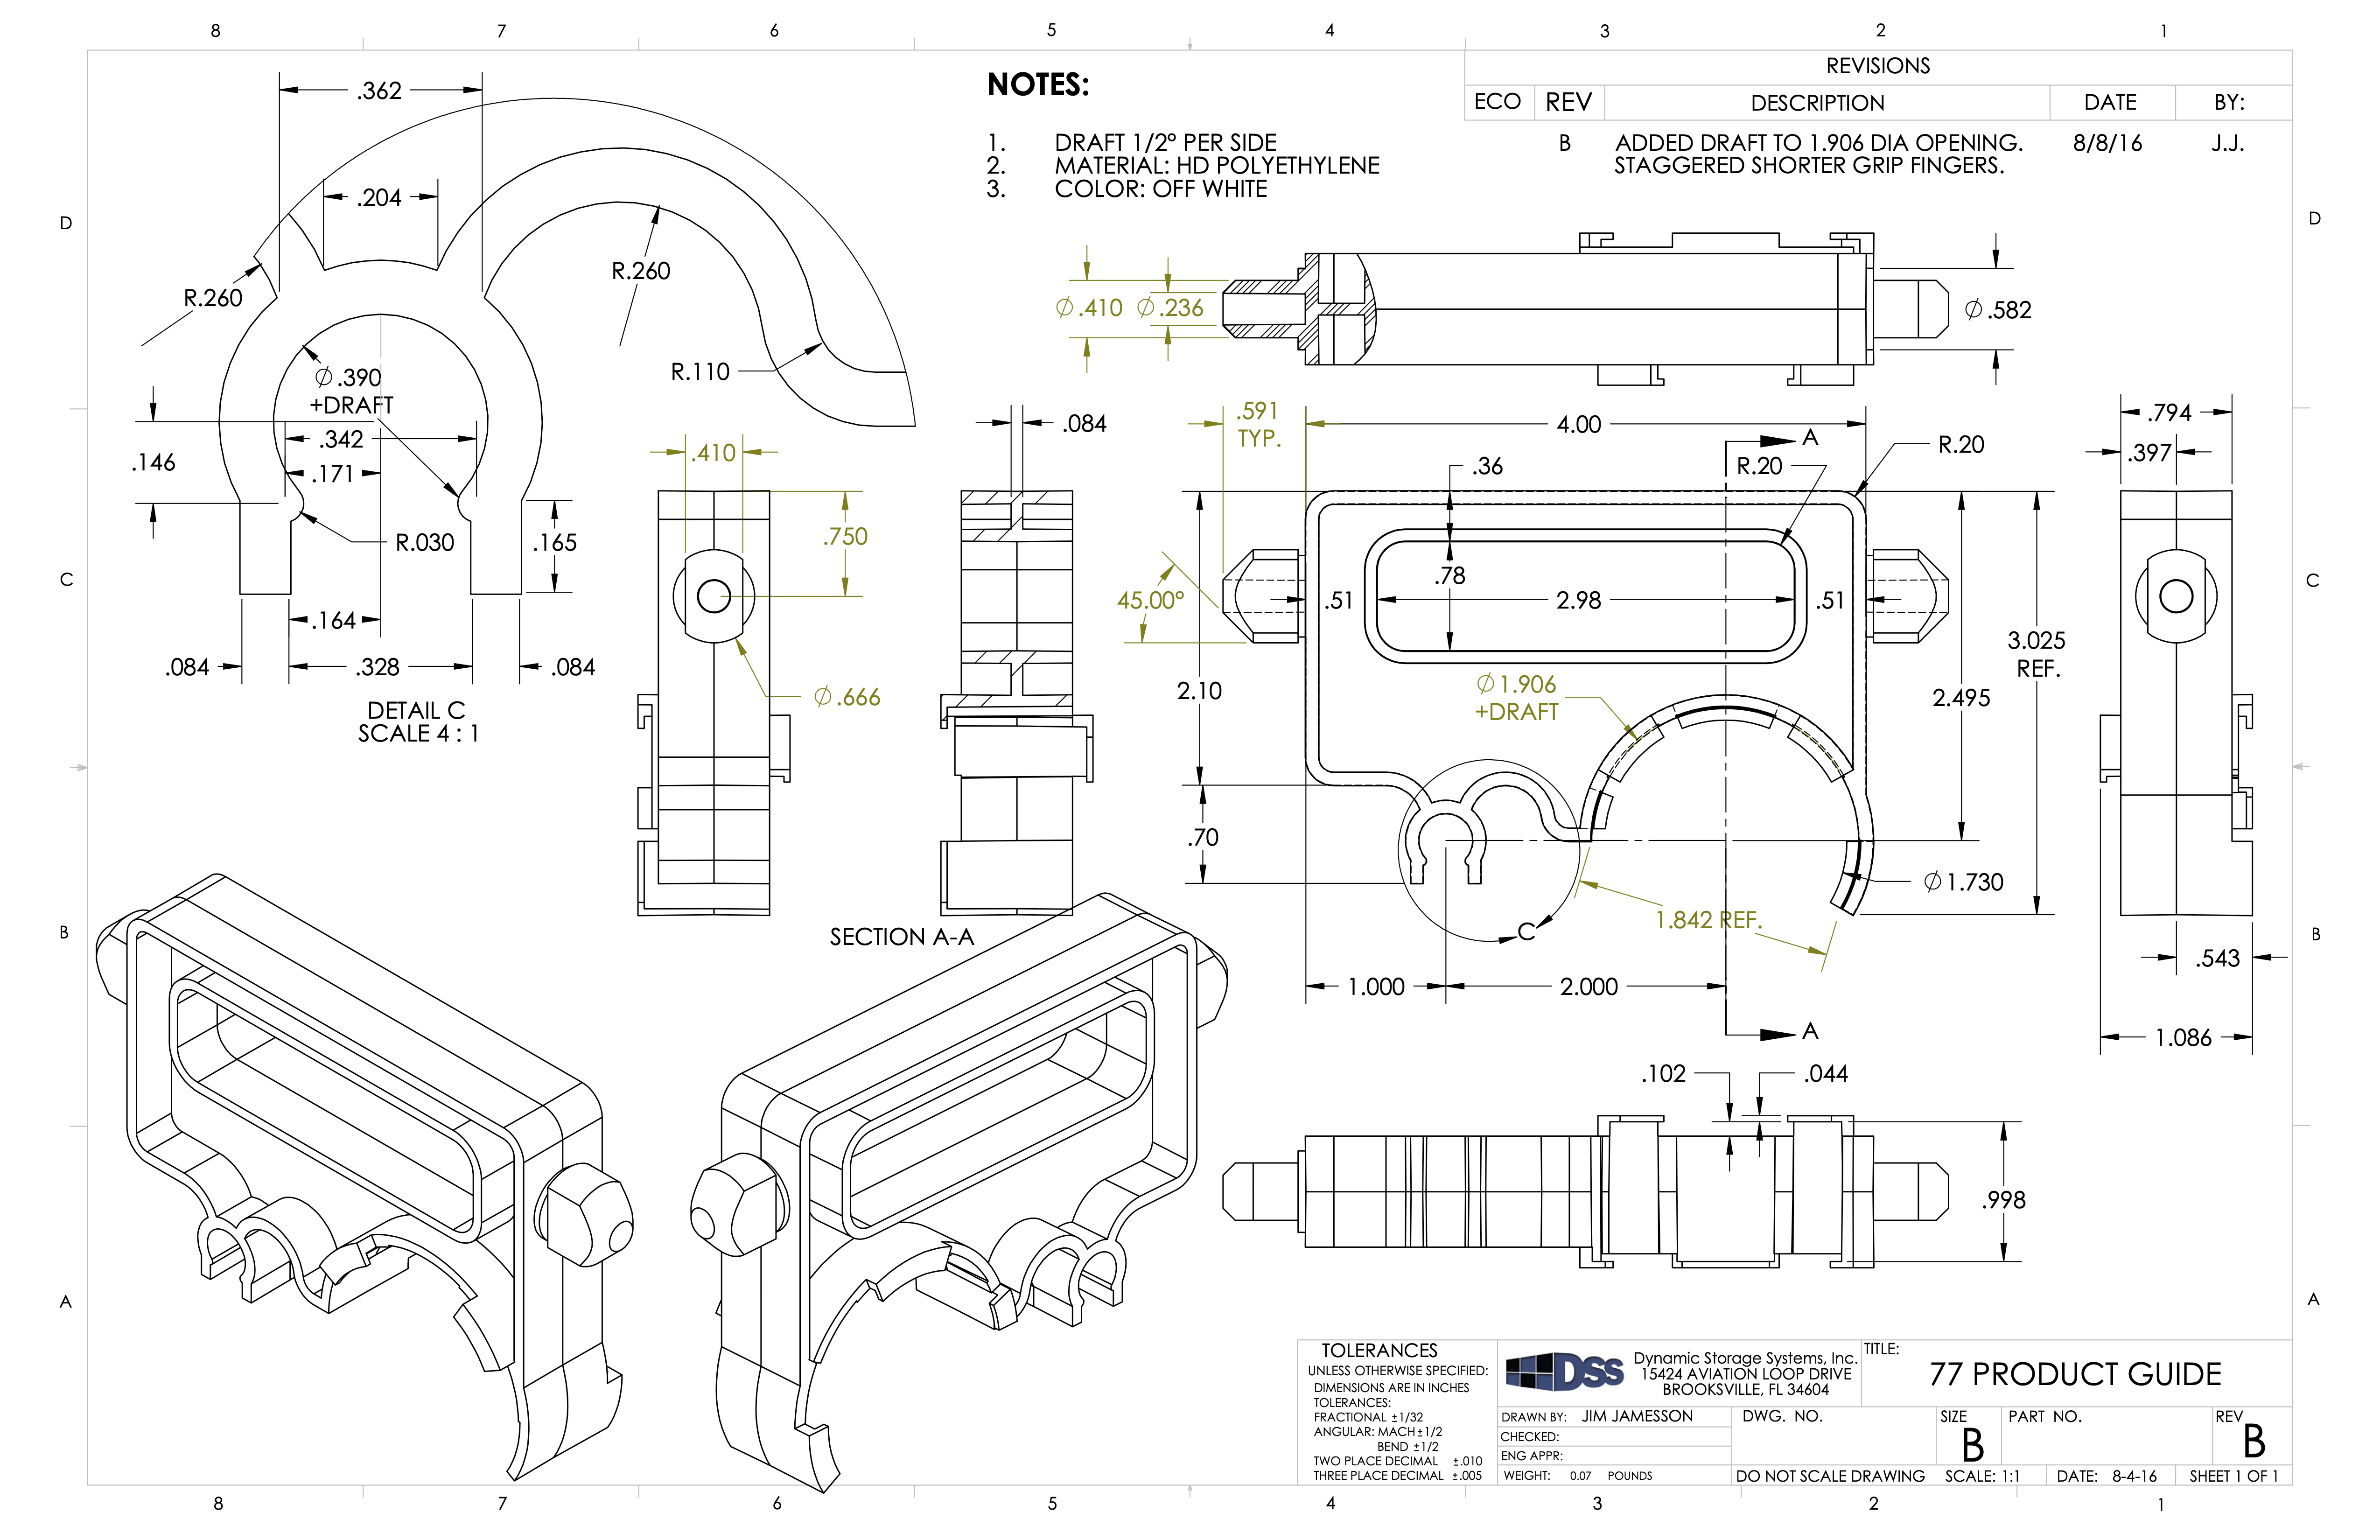 8 7 6 5 4 3 2 1
REVISIONS
ECO REV DESCRIPTION DATE BY:
B ADDED DRAFT TO 1.906 DIA OPENING. 8/8/16 J.J.
STAGGERED SHORTER GRIP FINGERS.
NOTES:
1. DRAFT 1/2° PER SIDE
2. MATERIAL: HD POLYETHYLENE
3. COLOR: OFF WHITE
D
D
.362
.204
R.260
R.260
R.110
∅.390
+DRAFT
.342
.171
.146
R.030
.165
.164
.084
.328
.084
DETAIL C
SCALE 4 : 1
∅.410
∅.236
∅.582
.410
.750
∅.666
.084
SECTION A-A
.591
TYP.
4.00
A
R.20
R.20
.36
45.00°
.51
.78
2.98
.51
2.10
∅1.906
+DRAFT
2.495
3.025
REF.
.70
∅1.730
1.842 REF.
C
1.000
2.000
A
.794
.397
.543
1.086
C
C
B
B
.102
.044
.998
A
A
TOLERANCES
UNLESS OTHERWISE SPECIFIED:
DIMENSIONS ARE IN INCHES
TOLERANCES:
FRACTIONAL ±1/32
ANGULAR: MACH±1/2
BEND ±1/2
TWO PLACE DECIMAL ±.010
THREE PLACE DECIMAL ±.005
DSS
Dynamic Storage Systems, Inc.
15424 AVIATION LOOP DRIVE
BROOKSVILLE, FL 34604
TITLE:
77 PRODUCT GUIDE
DRAWN BY: JIM JAMESSON
CHECKED:
ENG APPR:
WEIGHT: 0.07 POUNDS
DWG. NO.
SIZE
B
PART NO.
REV
B
DO NOT SCALE DRAWING SCALE: 1:1 DATE: 8-4-16 SHEET 1 OF 1
8 7 6 5 4 3 2 1